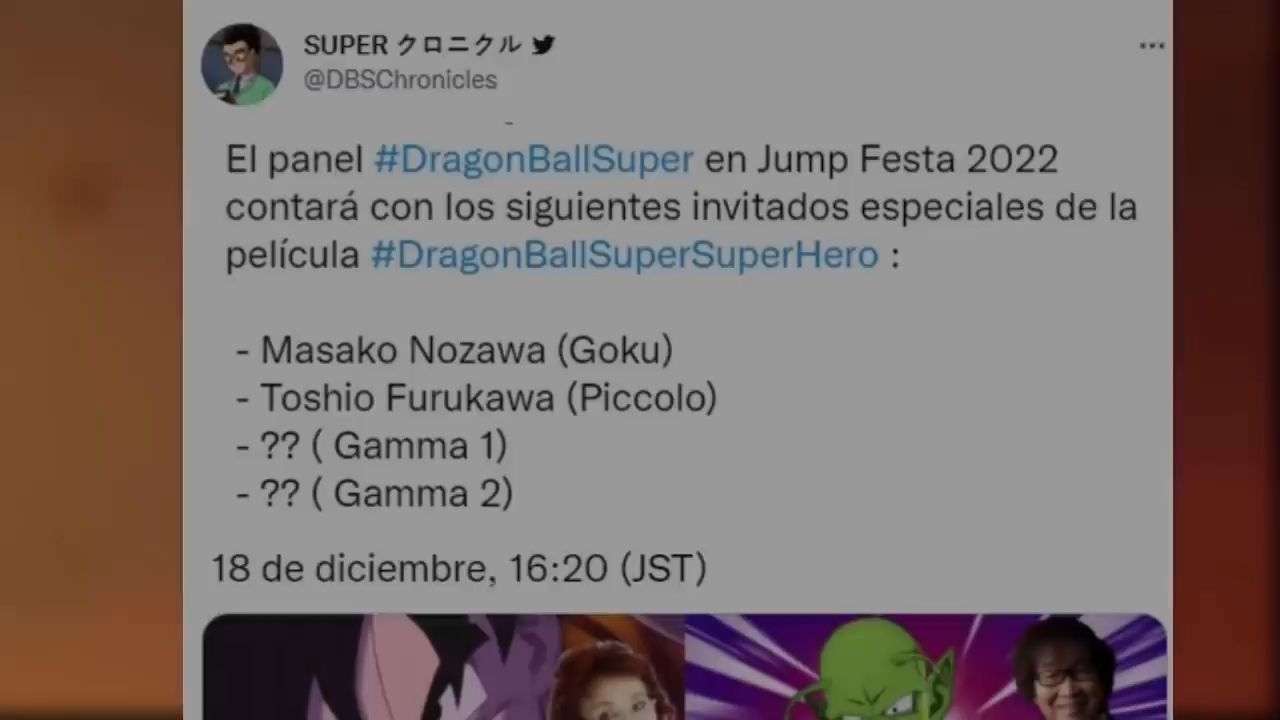 SUPER クロニクル
@DBSChronicles
El panel #DragonBallSuper en Jump Festa 2022
contará con los siguientes invitados especiales de la
película #DragonBallSuperSuperHero :
- Masako Nozawa (Goku)
- Toshio Furukawa (Piccolo)
- ?? ( Gamma 1)
- ?? ( Gamma 2)
18 de diciembre, 16:20 (JST)